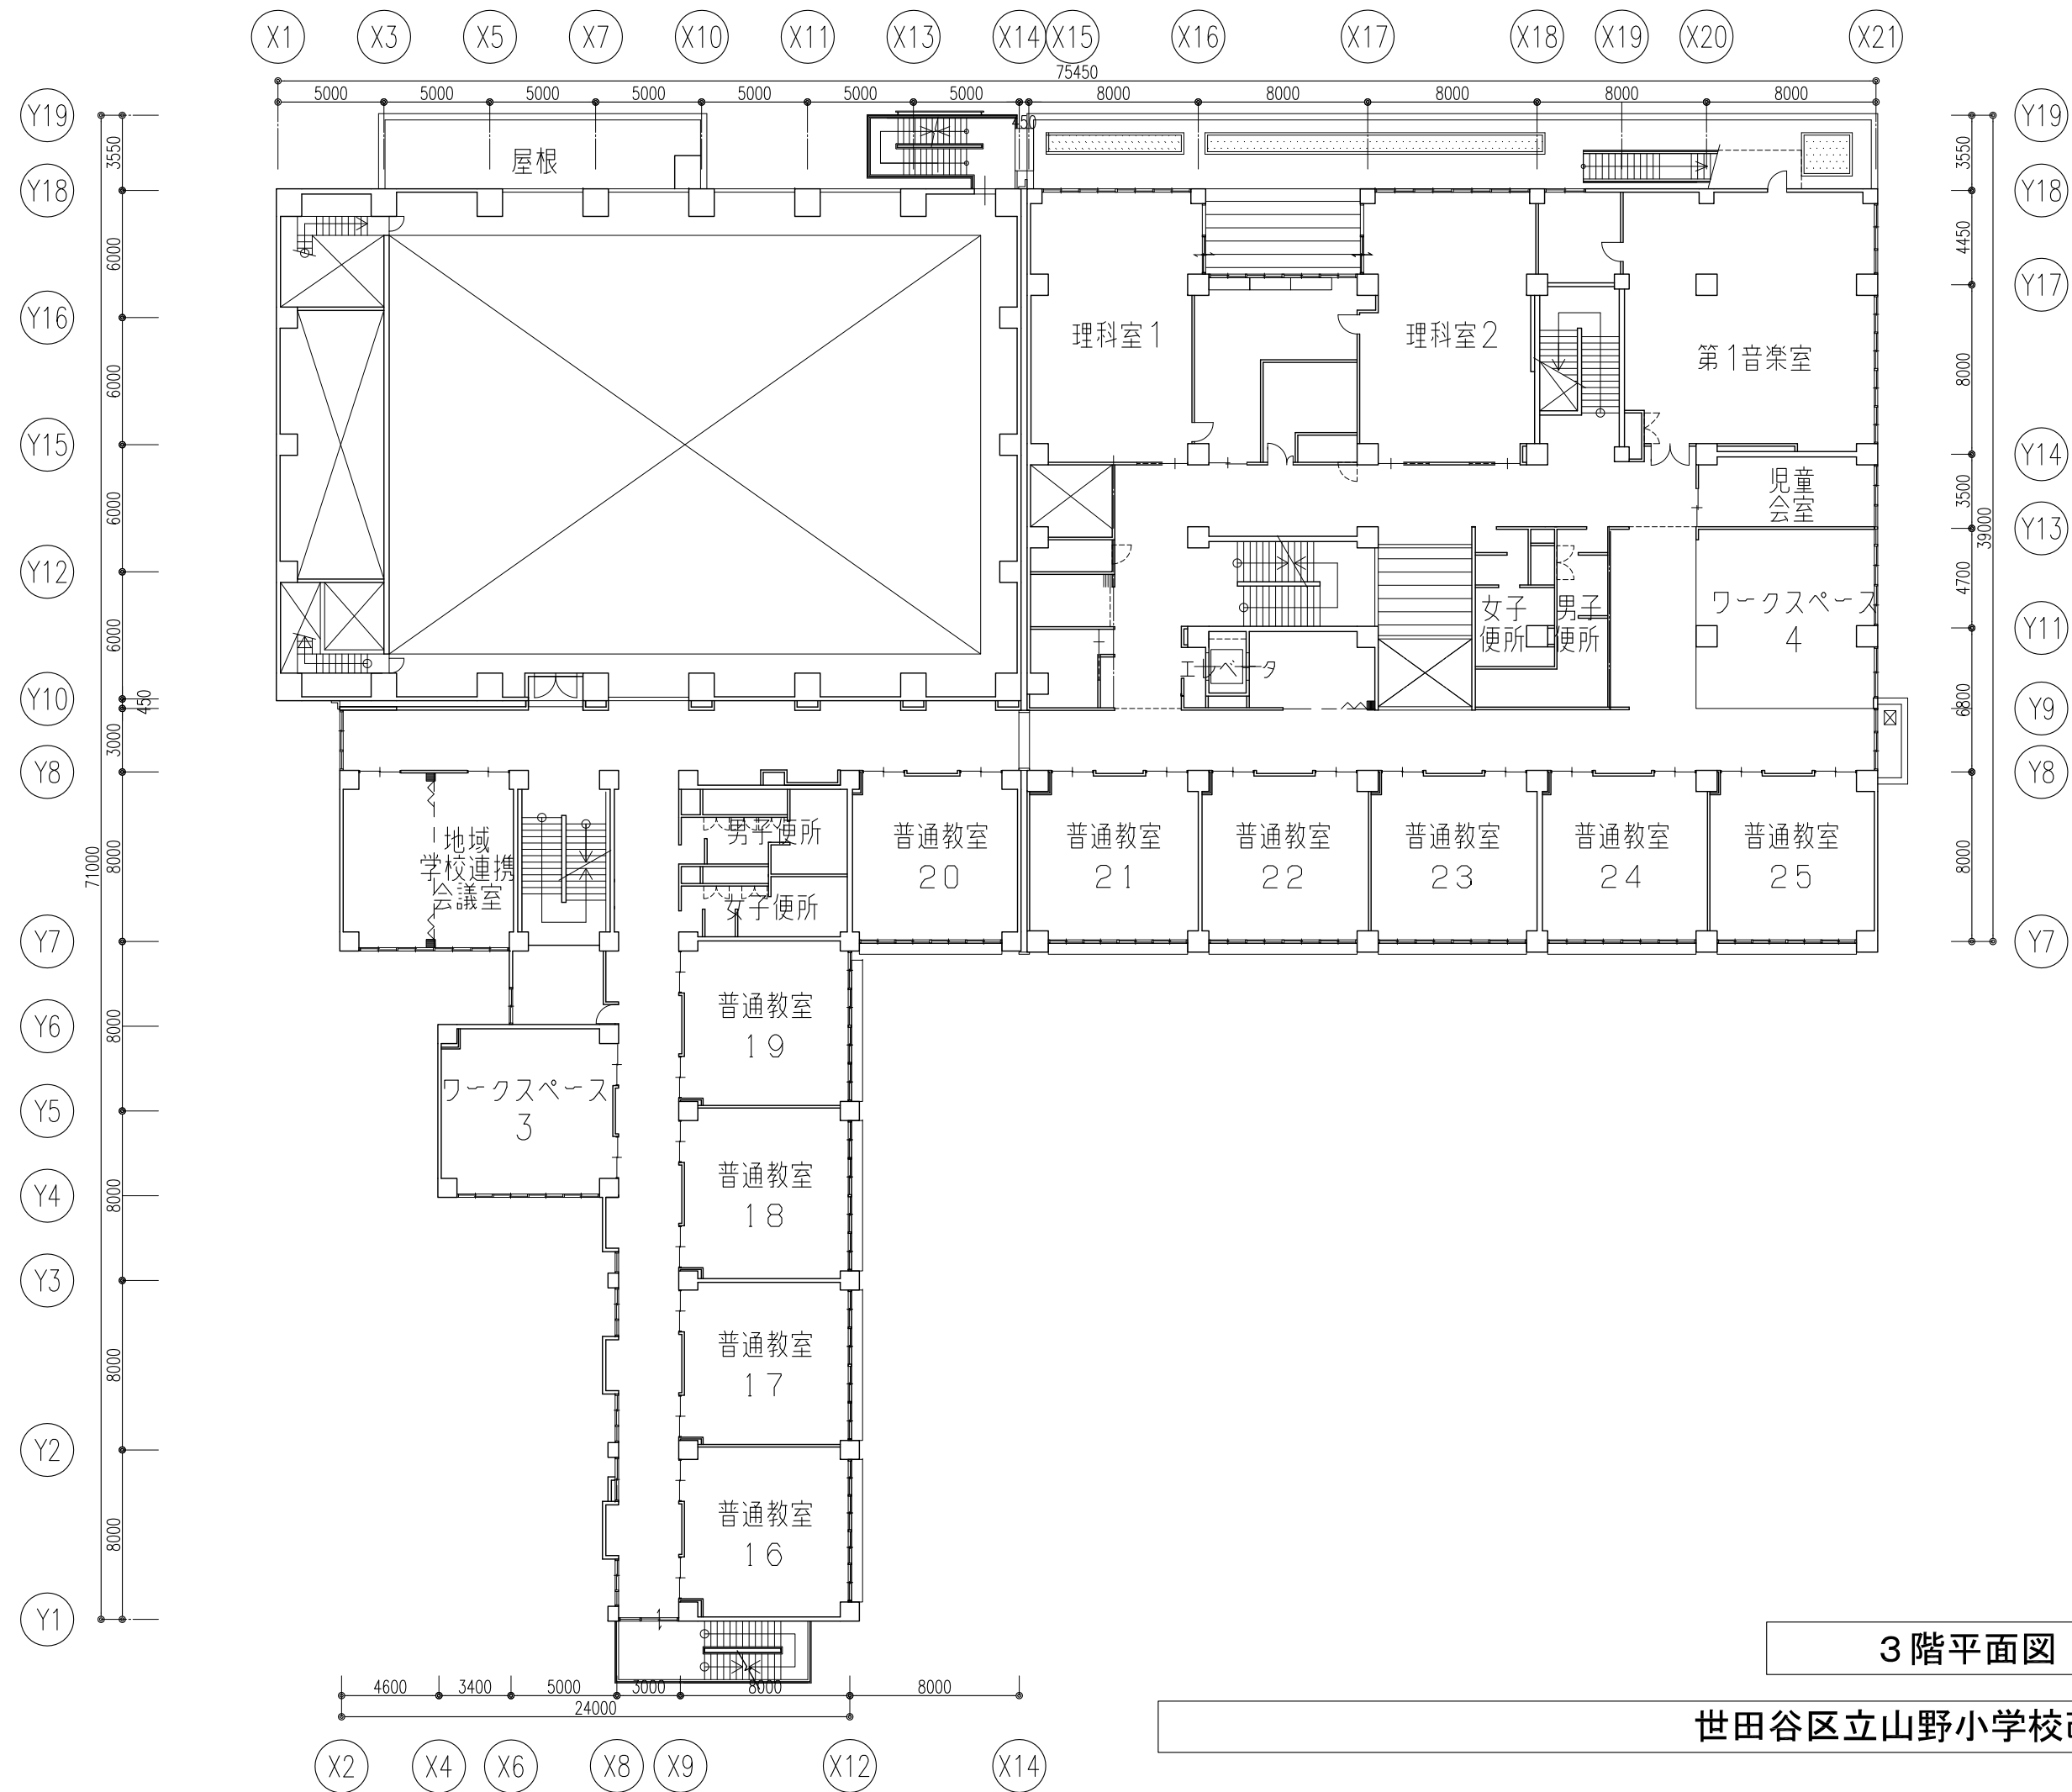 X1 X3 X5 X7 X10 X11 X13 X14 X15 X16 X17 X18 X19 X20 X21
75450
5000 5000 5000 5000 5000 5000 5000 8000 8000 8000 8000 8000
450
Y19 Y19
3550 3550
屋根
Y18 Y18
6000 4450
Y17
Y16
理科室1 理科室2 第1音楽室
6000 8000
Y15 Y14
児童
会室
6000 3500
Y13
39000
Y12
4700
女子 男子 ワークスペース
便所 便所 4
6000
Y11
エレベータ
Y10
450
6800
Y9
3000
Y8 Y8
地域
学校連携
会議室
男子便所
女子便所
普通教室 普通教室 普通教室 普通教室 普通教室 普通教室
20 21 22 23 24 25
71000
8000 8000
Y7 Y7
普通教室
19
Y6
8000
ワークスペース
3
Y5
普通教室
18
Y4
8000
Y3
普通教室
17
8000
Y2
普通教室
16
8000
Y1
4600 3400 5000 3000 8000 8000
24000
X2 X4 X6 X8 X9 X12 X14
3階平面図
世田谷区立山野小学校